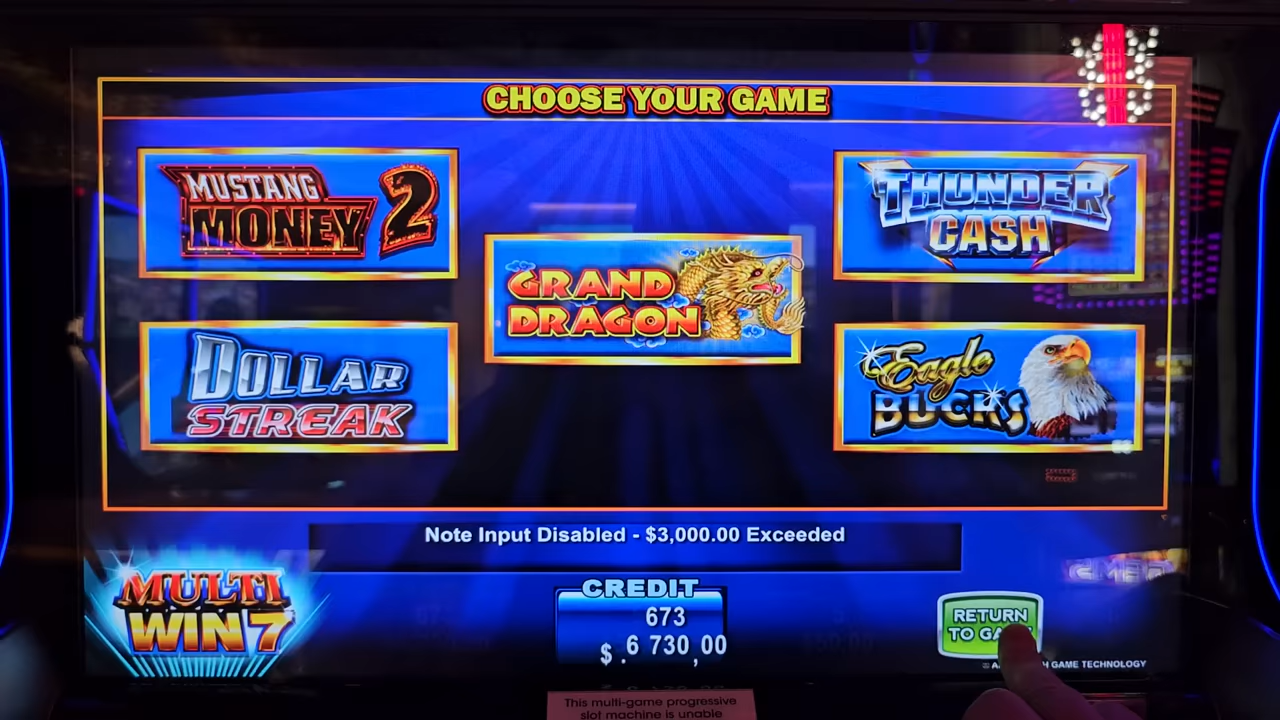 CHOOSE YOUR GAME
MUSTANG
MONEY 2
THUNDER
CASH
GRAND
DRAGON
DOLLAR
STREAK
Eagle
BUCKS
Note Input Disabled - $3,000.00 Exceeded
MULTI
WIN 7
CREDIT
673
$.6 730,00
RETURN
TO
GAME TECHNOLOGY
This multi-game progressive
slot machine is unable